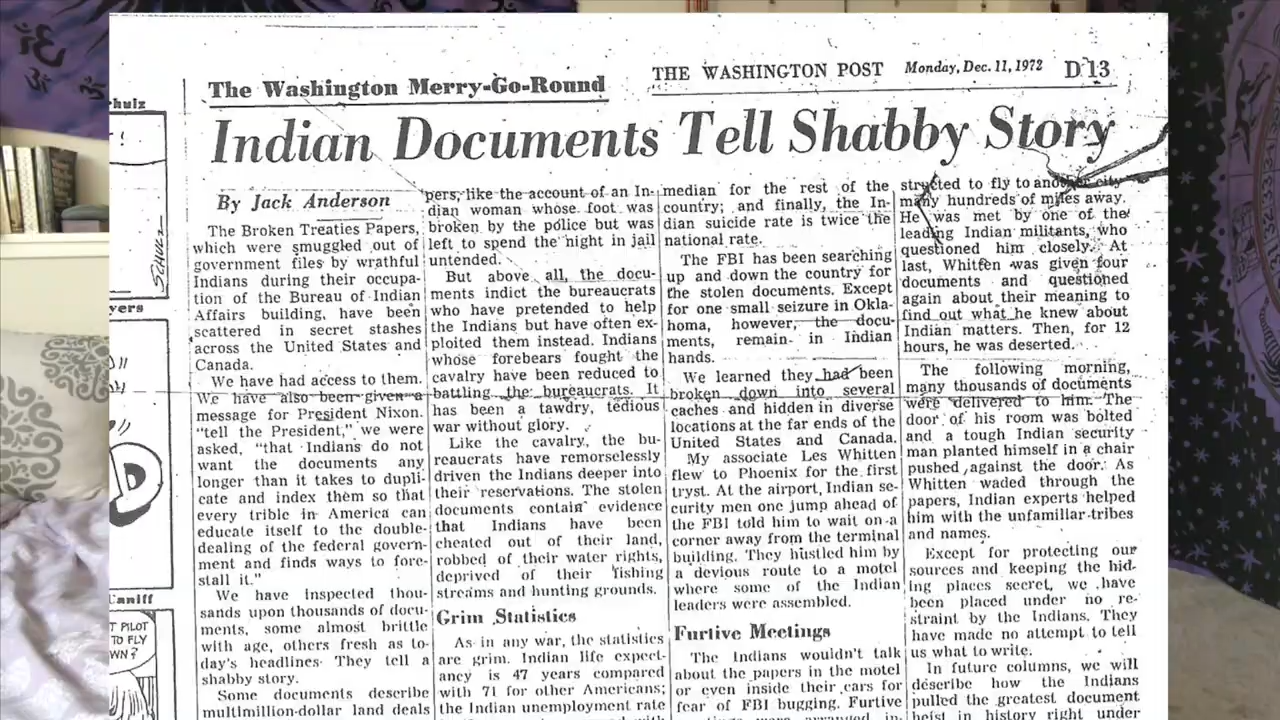 The Washington Merry-Go-Round
THE WASHINGTON POST Monday, Dec. 11, 1972 D 13
Indian Documents Tell Shabby Story
By Jack Anderson
The Broken Treaties Papers,
which were smuggled out of
government files by wrathful
Indians during their occupa-
tion of the Bureau of Indian
Affairs building, have been
scattered in secret stashes
across the United States and
Canada.
We have had access to them.
We have also been given a
message for President Nixon.
"tell the President," we were
asked, "that Indians do not
want the documents any
longer than it takes to dupli-
cate and index them so that
every trible in America can
educate itself to the double-
dealing of the federal govern-
ment and finds ways to fore-
stall it."
We have inspected thou-
sands upon thousands of docu-
ments, some almost brittle
with age, others fresh as to-
day's headlines. They tell a
shabby story.
Some documents describe
multimillion-dollar land deals
pers, like the account of an In-
dian woman whose foot was
broken by the police but was
left to spend the night in jail
untended.
But above all, the docu-
ments indict the bureaucrats
who have pretended to help
the Indians but have often ex-
ploited them instead. Indians
whose forebears fought the
cavalry have been reduced to
battling the bureaucrats. It
has been a tawdry, tedious
war without glory.
Like the cavalry, the bu-
reaucrats have remorselessly
driven the Indians deeper into
their reservations. The stolen
documents contain evidence
that Indians have been
cheated out of their land,
robbed of their water rights,
deprived of their fishing
streams and hunting grounds.
Grim Statistics
As in any war, the statistics
are grim. Indian life expect-
ancy is 47 years compared
with 71 for other Americans;
the Indian unemployment rate
median for the rest of the
country; and finally, the In-
dian suicide rate is twice the
national rate.
The FBI has been searching
up and down the country for
the stolen documents. Except
for one small seizure in Okla-
homa, however, the docu-
ments, remain in Indian
hands.
We learned they had been
broken down into several
caches and hidden in diverse
locations at the far ends of the
United States and Canada.
My associate Les Whitten
flew to Phoenix for the first
tryst. At the airport, Indian se-
curity men one jump ahead of
the FBI told him to wait on a
corner away from the terminal
building. They hustled him by
a devious route to a motel
where some of the Indian
leaders were assembled.
Furtive Meetings
The Indians wouldn't talk
about the papers in the motel
or even inside their cars for
fear of FBI bugging. Furtive
structed to fly to another city
many hundreds of miles away.
He was met by one of the
leading Indian militants, who
questioned him closely. At
last, Whitten was given four
documents and questioned
again about their meaning to
find out what he knew about
Indian matters. Then, for 12
hours, he was deserted.
The following morning,
many thousands of documents
were delivered to him. The
door of his room was bolted
and a tough Indian security
man planted himself in a chair
pushed against the door. As
Whitten waded through the
papers, Indian experts helped
him with the unfamiliar tribes
and names.
Except for protecting our
sources and keeping the hid-
ing places secret, we have
been placed under no re-
straint by the Indians. They
have made no attempt to tell
us what to write.
In future columns, we will
describe how the Indians
pulled the greatest document
heist in history right under
hulz
SCHULZ
yers
D
Caniff
T PILOT
TO FLY
WN?